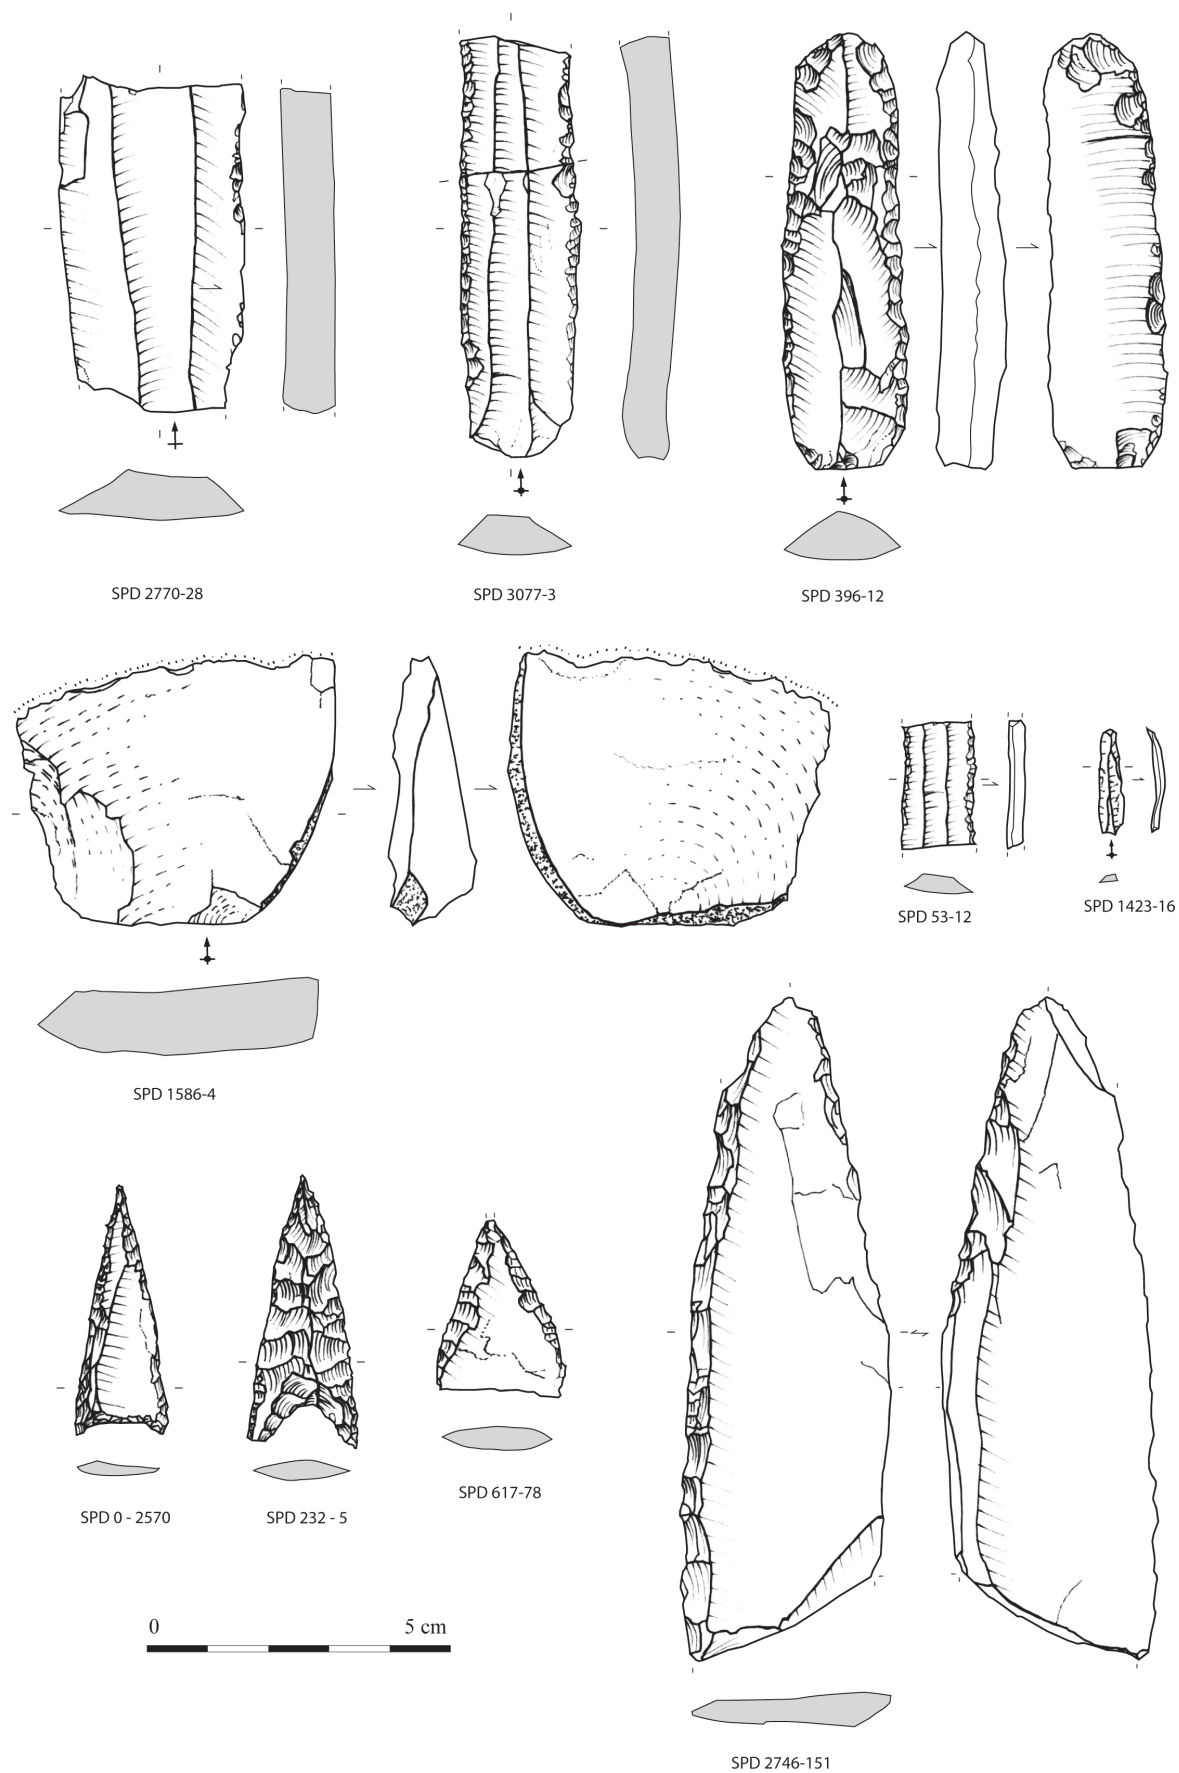 SPD 2770-28
SPD 3077-3
SPD 396-12
SPD 53-12
SPD 1423-16
SPD 1586-4
SPD 0 - 2570
SPD 232 - 5
SPD 617-78
0
5 cm
SPD 2746-151